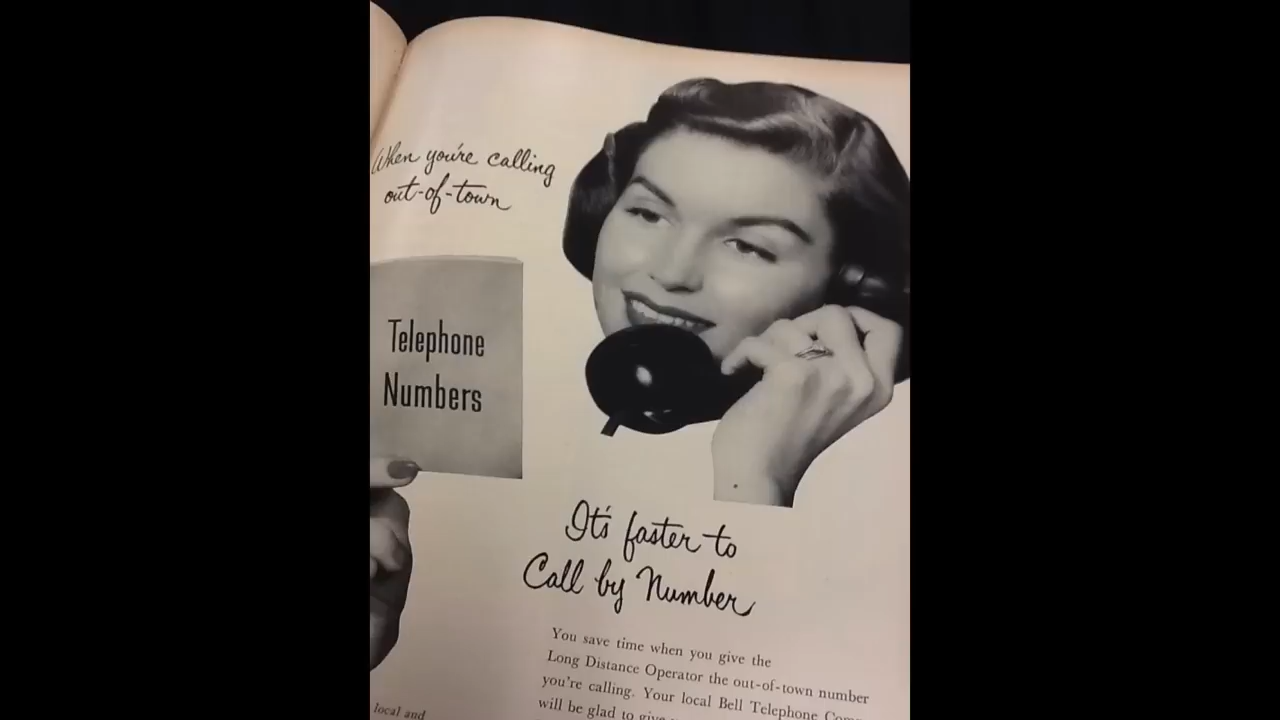 When you're calling
out-of-town
Telephone
Numbers
It's faster to
Call by Number
You save time when you give the
Long Distance Operator the out-of-town number
you're calling. Your local Bell Telephone
will be glad to give
local and